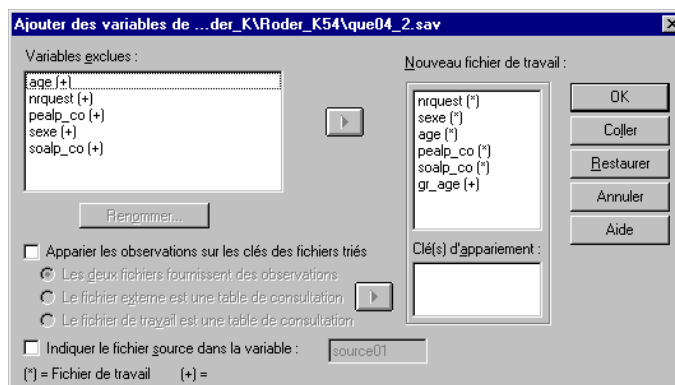 Ajouter des variables de ...der_K\Roder_K54\que04_2.sav
Variables exclues :
age (+)
nrquest (+)
pealp_co (+)
sexe (+)
soalp_co (+)
Renommer...
Nouveau fichier de travail :
nrquest (*)
sexe (*)
age (*)
pealp_co (*)
soalp_co (*)
gr_age (+)
OK
Coller
Restaurer
Annuler
Aide
Apparier les observations sur les clés des fichiers triés
Les deux fichiers fournissent des observations
Le fichier externe est une table de consultation
Le fichier de travail est une table de consultation
Clé(s) d'appariement :
Indiquer le fichier source dans la variable :
source01
(*) = Fichier de travail (+) =